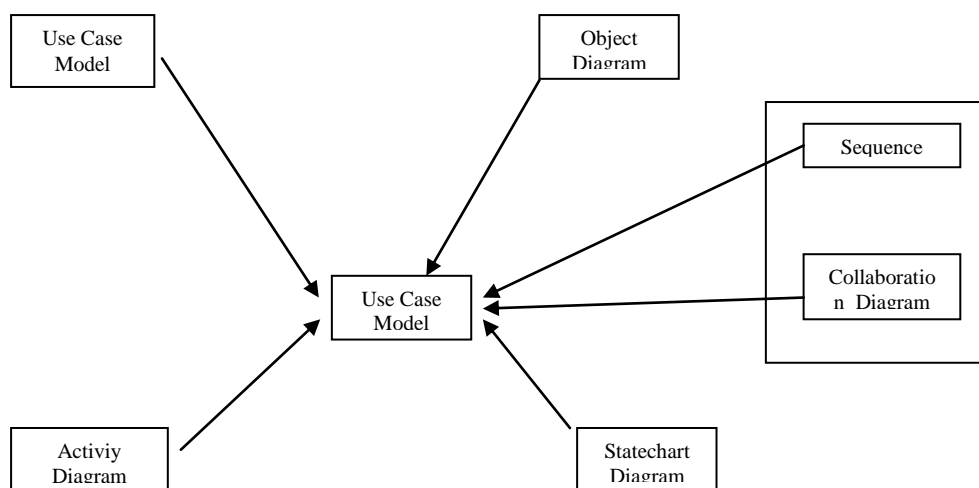 Use Case
Model
Object
Diagram
Sequence
Collaboratio
n  Diagram
Use Case
Model
Activiy
Diagram
Statechart
Diagram